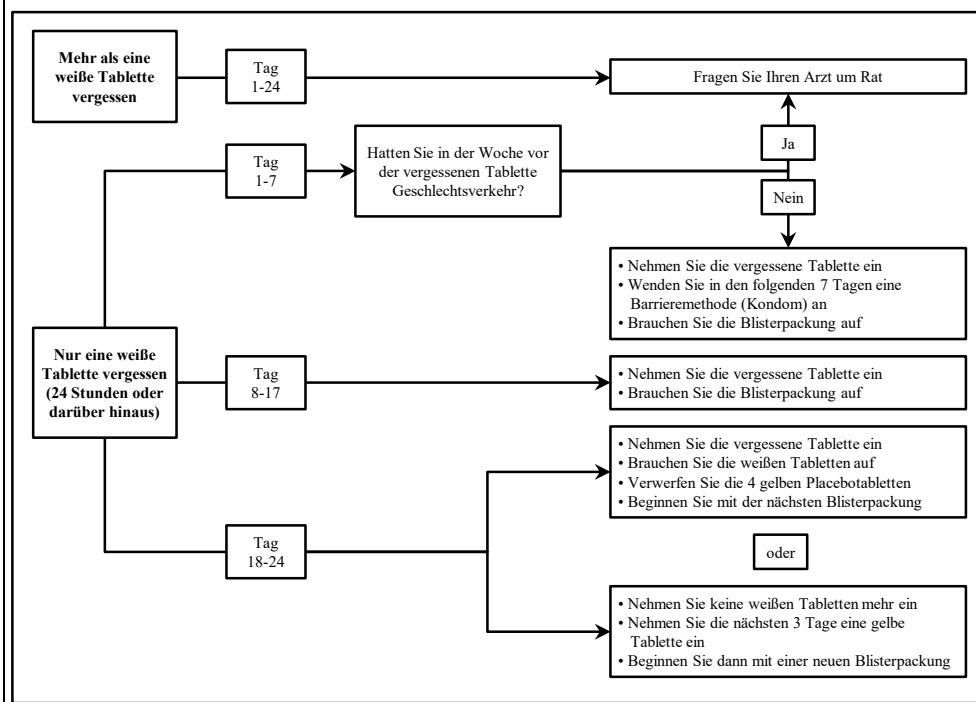 Mehr als eine
weiße Tablette
vergessen
Tag
1-24
Fragen Sie Ihren Arzt um Rat
Ja
Tag
1-7
Hatten Sie in der Woche vor
der vergessenen Tablette
Geschlechtsverkehr?
Nein
• Nehmen Sie die vergessene Tablette ein
• Wenden Sie in den folgenden 7 Tagen eine
Barrieremethode (Kondom) an
• Brauchen Sie die Blisterpackung auf
Nur eine weiße
Tablette vergessen
(24 Stunden oder
darüber hinaus)
Tag
8-17
• Nehmen Sie die vergessene Tablette ein
• Brauchen Sie die Blisterpackung auf
Tag
18-24
• Nehmen Sie die vergessene Tablette ein
• Brauchen Sie die weißen Tabletten auf
• Verwerfen Sie die 4 gelben Placebotabletten
• Beginnen Sie mit der nächsten Blisterpackung
oder
• Nehmen Sie keine weißen Tabletten mehr ein
• Nehmen Sie die nächsten 3 Tage eine gelbe
Tablette ein
• Beginnen Sie dann mit einer neuen Blisterpackung